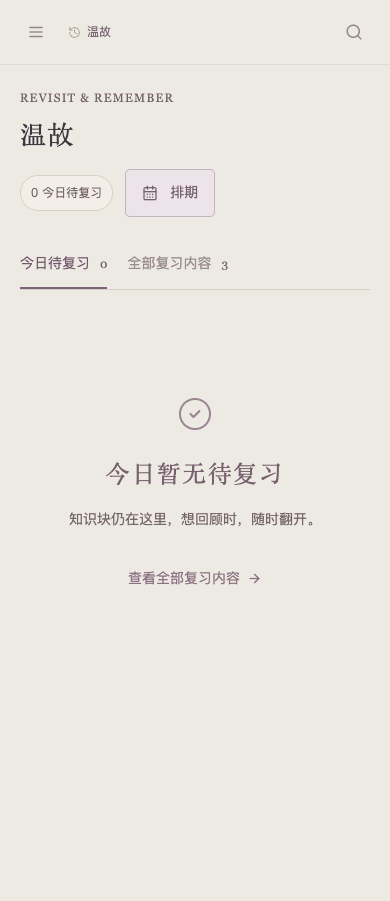 温故
REVISIT & REMEMBER
温故
0 今日待复习
排期
今日待复习 0
全部复习内容 3
今日暂无待复习
知识块仍在这里，想回顾时，随时翻开。
查看全部复习内容 →